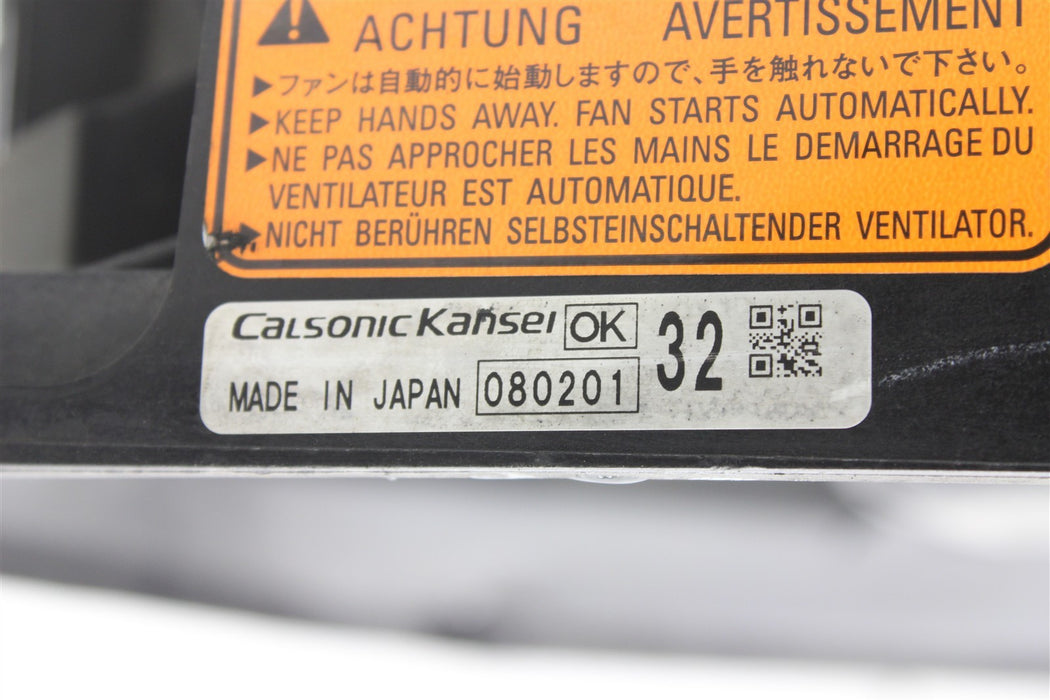 ACHTUNG AVERTISSEMENT
▶ファンは自動的に始動しますので、手を触れないで下さい。
▶KEEP HANDS AWAY. FAN STARTS AUTOMATICALLY.
▶NE PAS APPROCHER LES MAINS LE DEMARRAGE DU
VENTILATEUR EST AUTOMATIQUE.
▶NICHT BERÜHREN SELBSTEINSCHALTENDER VENTILATOR.
CALSONIC KANSEI OK 32
MADE IN JAPAN 080201